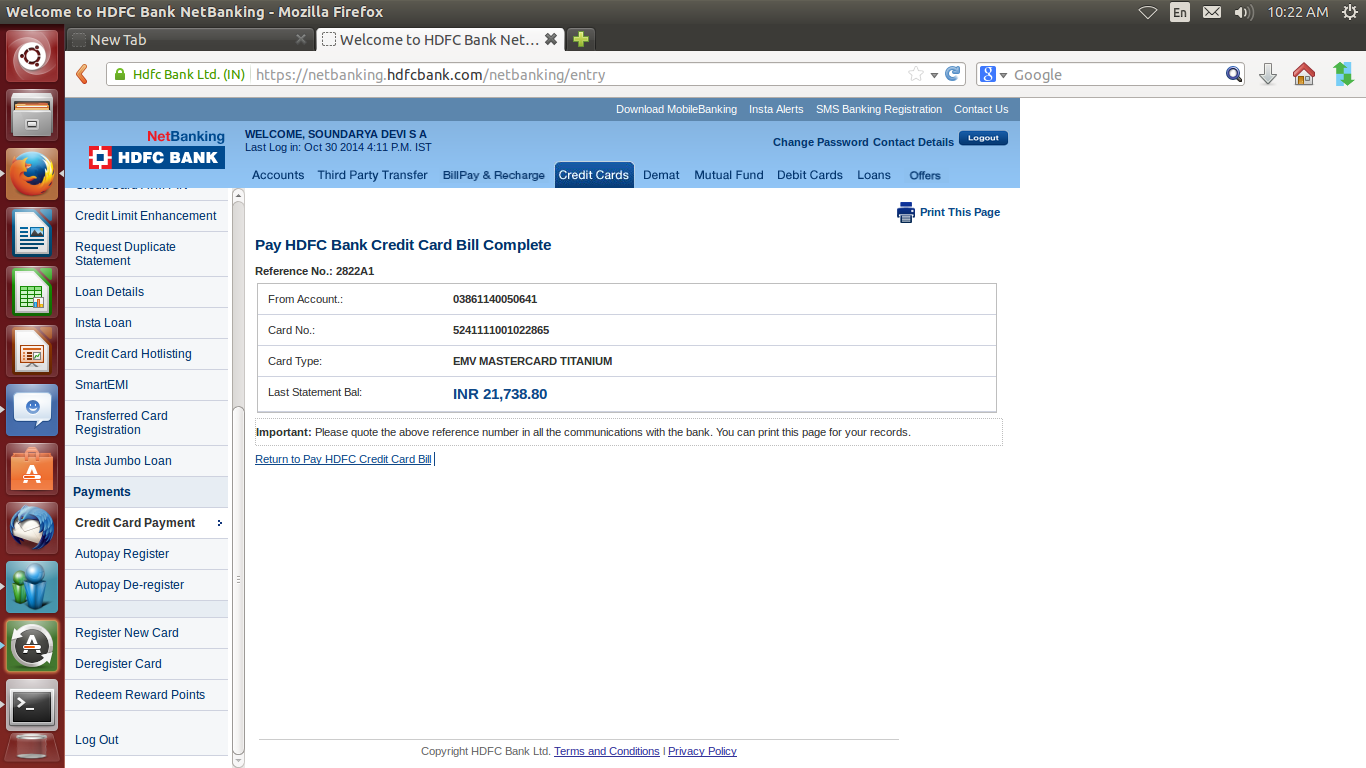 Welcome to HDFC Bank NetBanking - Mozilla Firefox
En
10:22 AM
New Tab
Welcome to HDFC Bank Net...
Hdfc Bank Ltd. (IN)
https://netbanking.hdfcbank.com/netbanking/entry
8
Google
Download MobileBanking Insta Alerts SMS Banking Registration Contact Us
NetBanking
HDFC BANK
WELCOME, SOUNDARYA DEVI S A
Last Log in: Oct 30 2014 4:11 P.M. IST
Change Password Contact Details Logout
Accounts Third Party Transfer BillPay & Recharge Credit Cards Demat Mutual Fund Debit Cards Loans Offers
Credit Limit Enhancement
Request Duplicate
Statement
Loan Details
Insta Loan
Credit Card Hotlisting
SmartEMI
Transferred Card
Registration
Insta Jumbo Loan
Payments
Credit Card Payment
Autopay Register
Autopay De-register
Register New Card
Deregister Card
Redeem Reward Points
Log Out
Print This Page
Pay HDFC Bank Credit Card Bill Complete
Reference No.: 2822A1
From Account.: 03861140050641
Card No.: 5241111001022865
Card Type: EMV MASTERCARD TITANIUM
Last Statement Bal: INR 21,738.80
Important: Please quote the above reference number in all the communications with the bank. You can print this page for your records.
Return to Pay HDFC Credit Card Bill |
Copyright HDFC Bank Ltd. Terms and Conditions | Privacy Policy